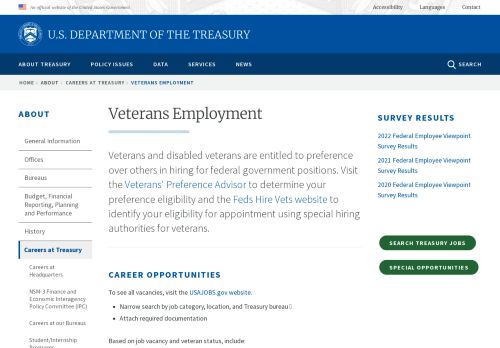 An official website of the United States Government
Accessibility
Languages
Contact
U.S. DEPARTMENT OF THE TREASURY
ABOUT TREASURY
POLICY ISSUES
DATA
SERVICES
NEWS
SEARCH
HOME › ABOUT › CAREERS AT TREASURY › VETERANS EMPLOYMENT
ABOUT
General Information
Offices
Bureaus
Budget, Financial
Reporting, Planning
and Performance
History
Careers at Treasury
Careers at
Headquarters
NSM-3 Finance and
Economic Interagency
Policy Committee (IPC)
Careers at our Bureaus
Student/Internship
Veterans Employment
Veterans and disabled veterans are entitled to preference
over others in hiring for federal government positions. Visit
the Veterans' Preference Advisor to determine your
preference eligibility and the Feds Hire Vets website to
identify your eligibility for appointment using special hiring
authorities for veterans.
CAREER OPPORTUNITIES
To see all vacancies, visit the USAJOBS.gov website.
• Narrow search by job category, location, and Treasury bureau
• Attach required documentation
Based on job vacancy and veteran status, include:
SURVEY RESULTS
2022 Federal Employee Viewpoint
Survey Results
2021 Federal Employee Viewpoint
Survey Results
2020 Federal Employee Viewpoint
Survey Results
SEARCH TREASURY JOBS
SPECIAL OPPORTUNITIES